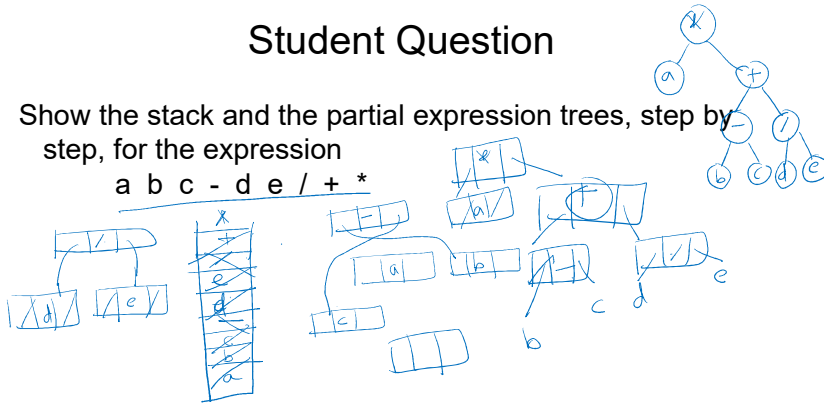 Student Question
Show the stack and the partial expression trees, step by
step, for the expression
a b c - d e / + *
*
a
+
-
/
b
c
d
e
*
a
+
-
/
b
c
d
e
-
a
b
c
/
d
e
*
+
e
d
b
a